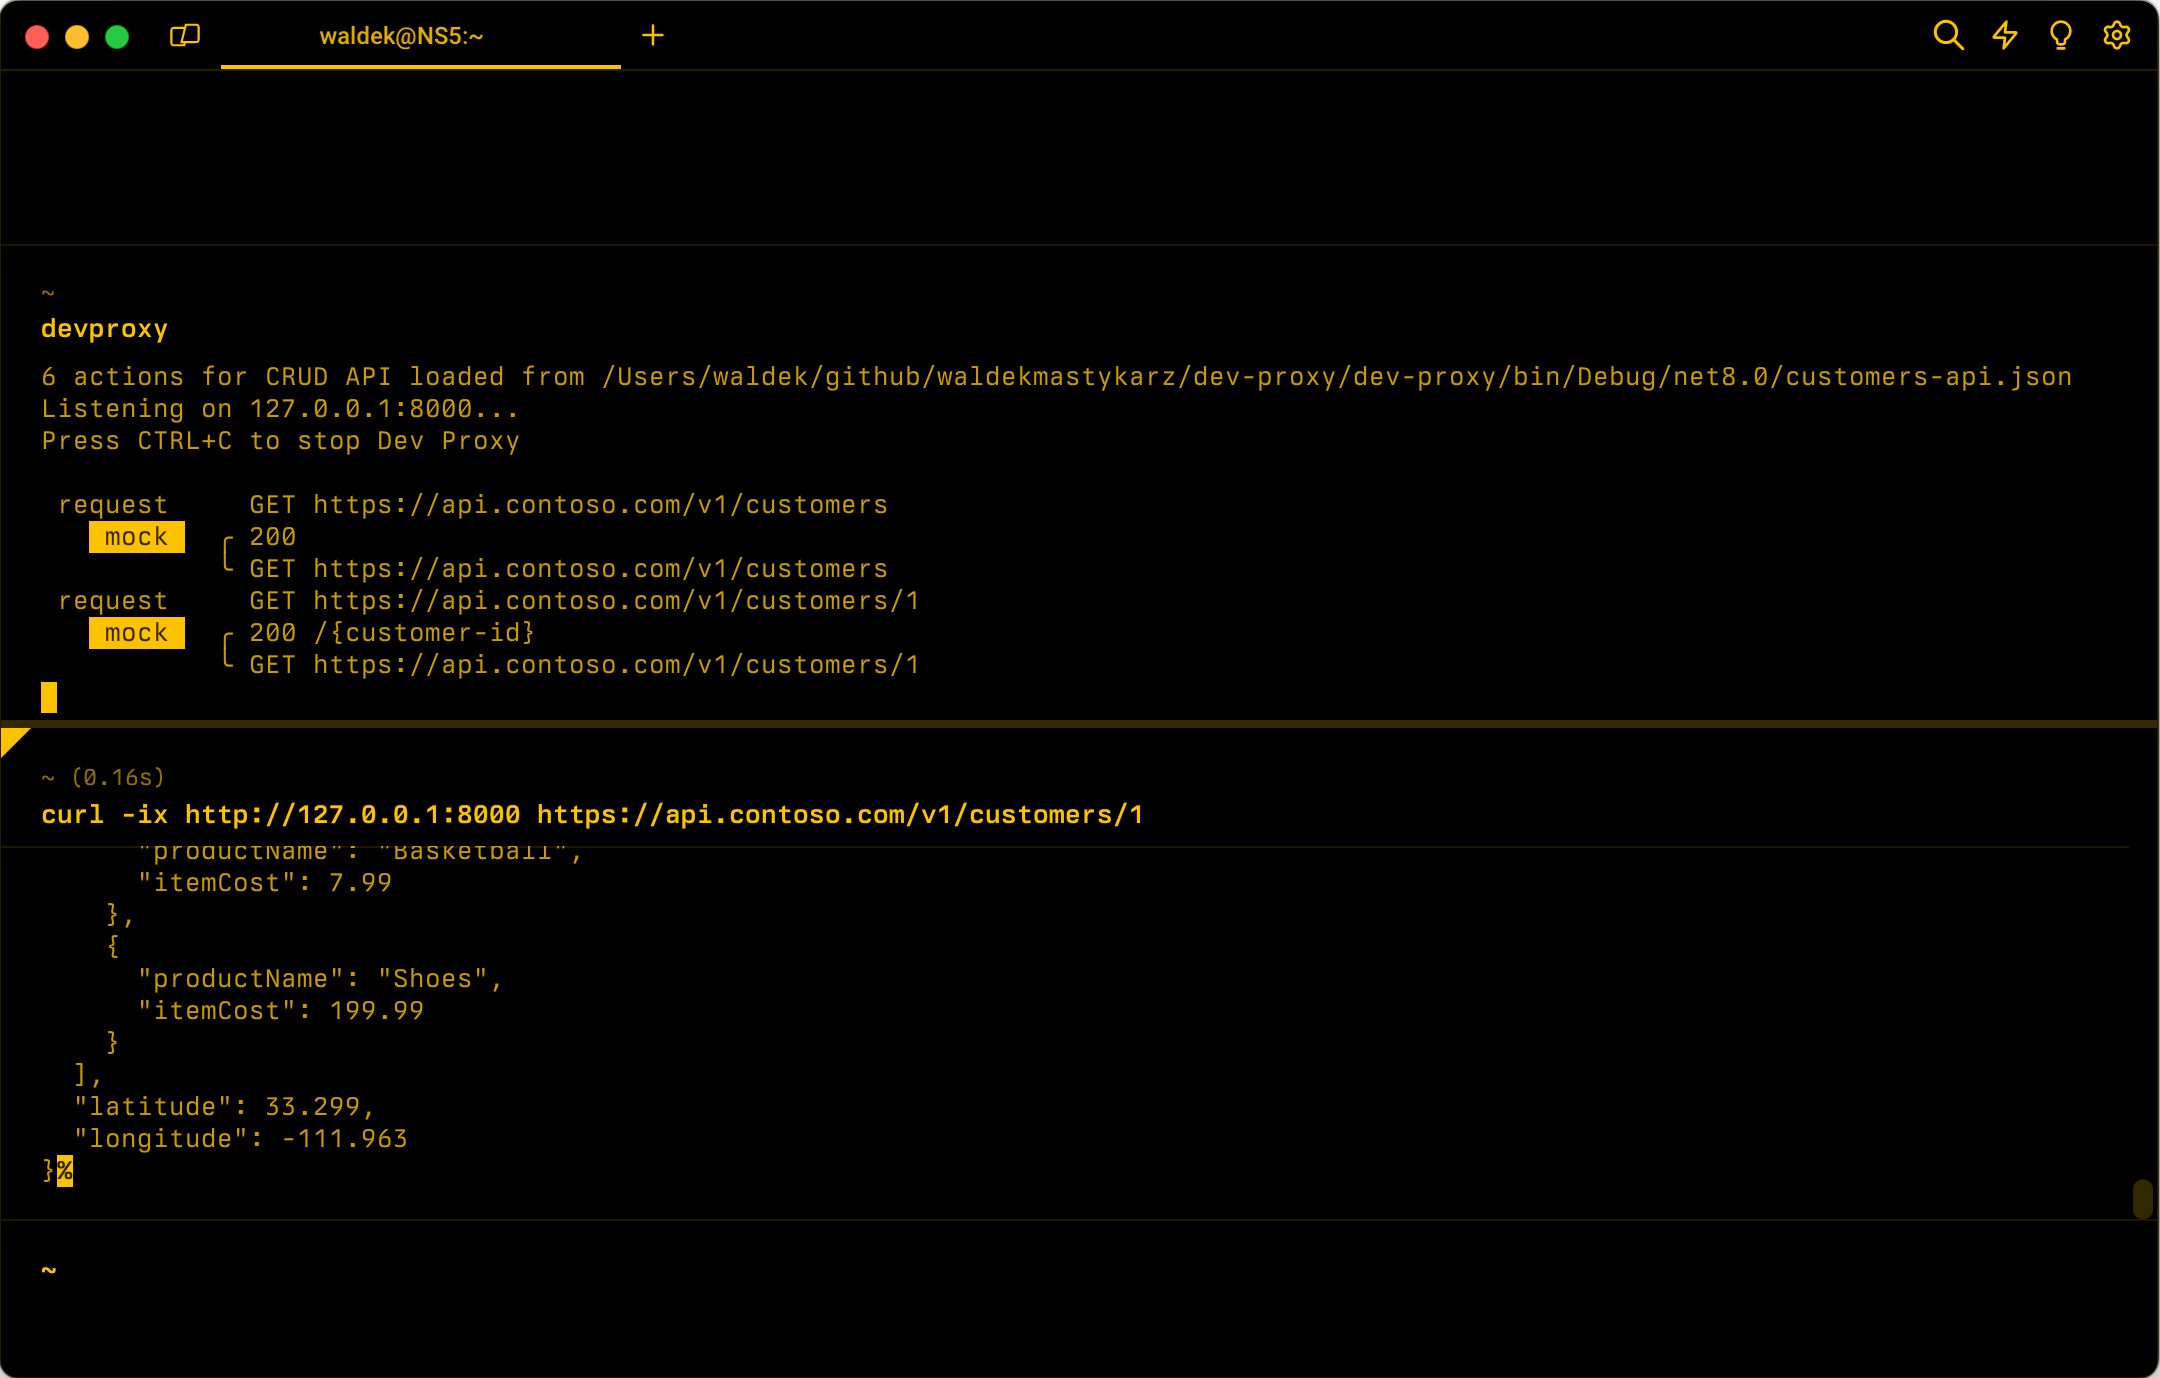 waldek@NS5:~
~
devproxy
6 actions for CRUD API loaded from /Users/waldek/github/waldekmastykarz/dev-proxy/dev-proxy/bin/Debug/net8.0/customers-api.json
Listening on 127.0.0.1:8000...
Press CTRL+C to stop Dev Proxy
request GET https://api.contoso.com/v1/customers
mock ╭ 200
╰ GET https://api.contoso.com/v1/customers
request GET https://api.contoso.com/v1/customers/1
mock ╭ 200 /{customer-id}
╰ GET https://api.contoso.com/v1/customers/1
~ (0.16s)
curl -ix http://127.0.0.1:8000 https://api.contoso.com/v1/customers/1
"productName": "Basketball",
"itemCost": 7.99
},
{
"productName": "Shoes",
"itemCost": 199.99
}
],
"latitude": 33.299,
"longitude": -111.963
}%
~